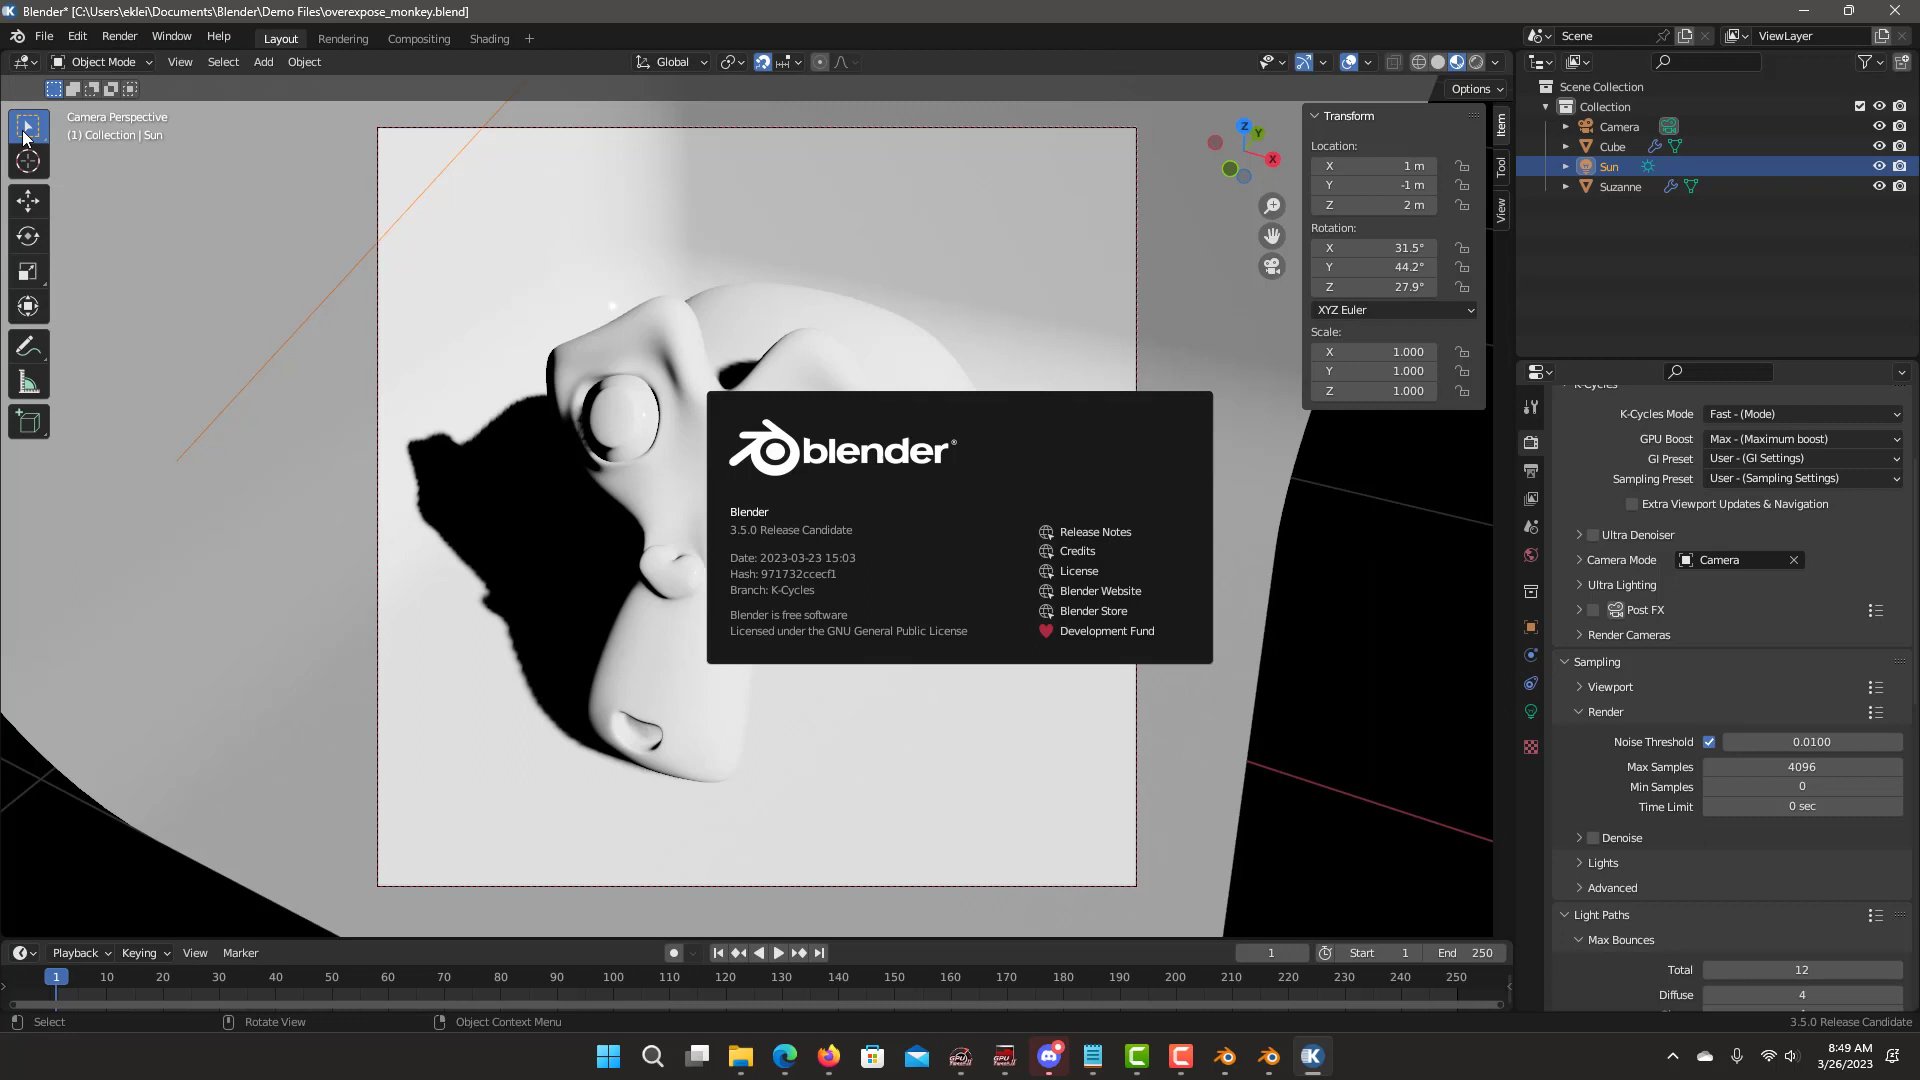 Blender* [C:\Users\eklei\Documents\Blender\Demo Files\overexpose_monkey.blend]
File Edit Render Window Help
Layout Rendering Compositing Shading +
Scene
ViewLayer
Object Mode View Select Add Object
Global
Options
Camera Perspective
(1) Collection | Sun
Z
Y
X
Transform
Location:
X 1 m
Y -1 m
Z 2 m
Rotation:
X 31.5°
Y 44.2°
Z 27.9°
XYZ Euler
Scale:
X 1.000
Y 1.000
Z 1.000
Item
Tool
View
Scene Collection
Collection
Camera
Cube
Sun
Suzanne
K-Cycles
K-Cycles Mode Fast - (Mode)
GPU Boost Max - (Maximum boost)
GI Preset User - (GI Settings)
Sampling Preset User - (Sampling Settings)
Extra Viewport Updates & Navigation
Ultra Denoiser
Camera Mode Camera
Ultra Lighting
Post FX
Render Cameras
Sampling
Viewport
Render
Noise Threshold 0.0100
Max Samples 4096
Min Samples 0
Time Limit 0 sec
Denoise
Lights
Advanced
Light Paths
Max Bounces
Total 12
Diffuse 4
blender®
Blender
3.5.0 Release Candidate
Date: 2023-03-23 15:03
Hash: 971732ccecf1
Branch: K-Cycles
Blender is free software
Licensed under the GNU General Public License
Release Notes
Credits
License
Blender Website
Blender Store
Development Fund
Playback Keying View Marker
1
Start 1
End 250
1 10 20 30 40 50 60 70 80 90 100 110 120 130 140 150 160 170 180 190 200 210 220 230 240 250
Select
Rotate View
Object Context Menu
3.5.0 Release Candidate
8:49 AM
3/26/2023